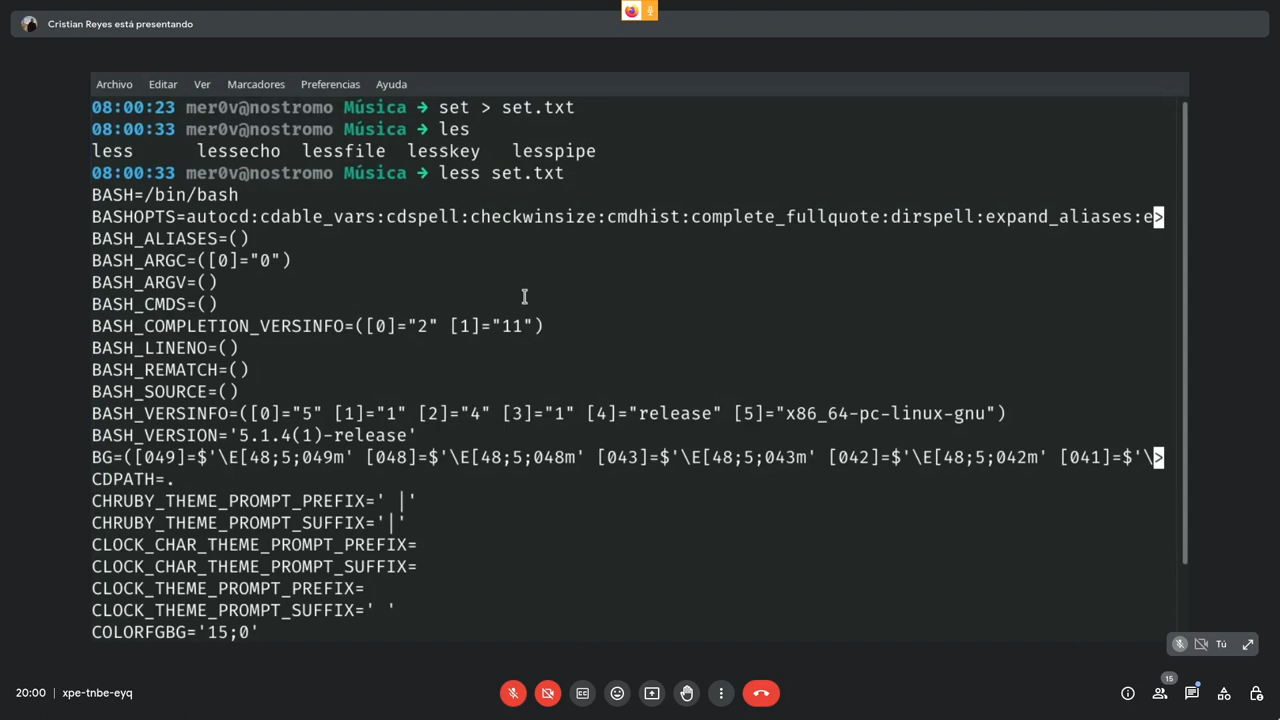 Cristian Reyes está presentando
Archivo Editar Ver Marcadores Preferencias Ayuda
08:00:23 mer0v@nostromo Música → set > set.txt
08:00:33 mer0v@nostromo Música → les
less lessecho lessfile lesskey lesspipe
08:00:33 mer0v@nostromo Música → less set.txt
BASH=/bin/bash
BASHOPTS=autocd:cdable_vars:cdspell:checkwinsize:cmdhist:complete_fullquote:dirspell:expand_aliases:e>
BASH_ALIASES=()
BASH_ARGC=([0]="0")
BASH_ARGV=()
BASH_CMDS=()
BASH_COMPLETION_VERSINFO=([0]="2" [1]="11")
BASH_LINENO=()
BASH_REMATCH=()
BASH_SOURCE=()
BASH_VERSINFO=([0]="5" [1]="1" [2]="4" [3]="1" [4]="release" [5]="x86_64-pc-linux-gnu")
BASH_VERSION='5.1.4(1)-release'
BG=([049]=$'\E[48;5;049m' [048]=$'\E[48;5;048m' [043]=$'\E[48;5;043m' [042]=$'\E[48;5;042m' [041]=$'\>
CDPATH=.
CHRUBY_THEME_PROMPT_PREFIX=' |'
CHRUBY_THEME_PROMPT_SUFFIX='|'
CLOCK_CHAR_THEME_PROMPT_PREFIX=
CLOCK_CHAR_THEME_PROMPT_SUFFIX=
CLOCK_THEME_PROMPT_PREFIX=
CLOCK_THEME_PROMPT_SUFFIX=' '
COLORFGBG='15;0'
Tú
20:00 | xpe-tnbe-eyq
15